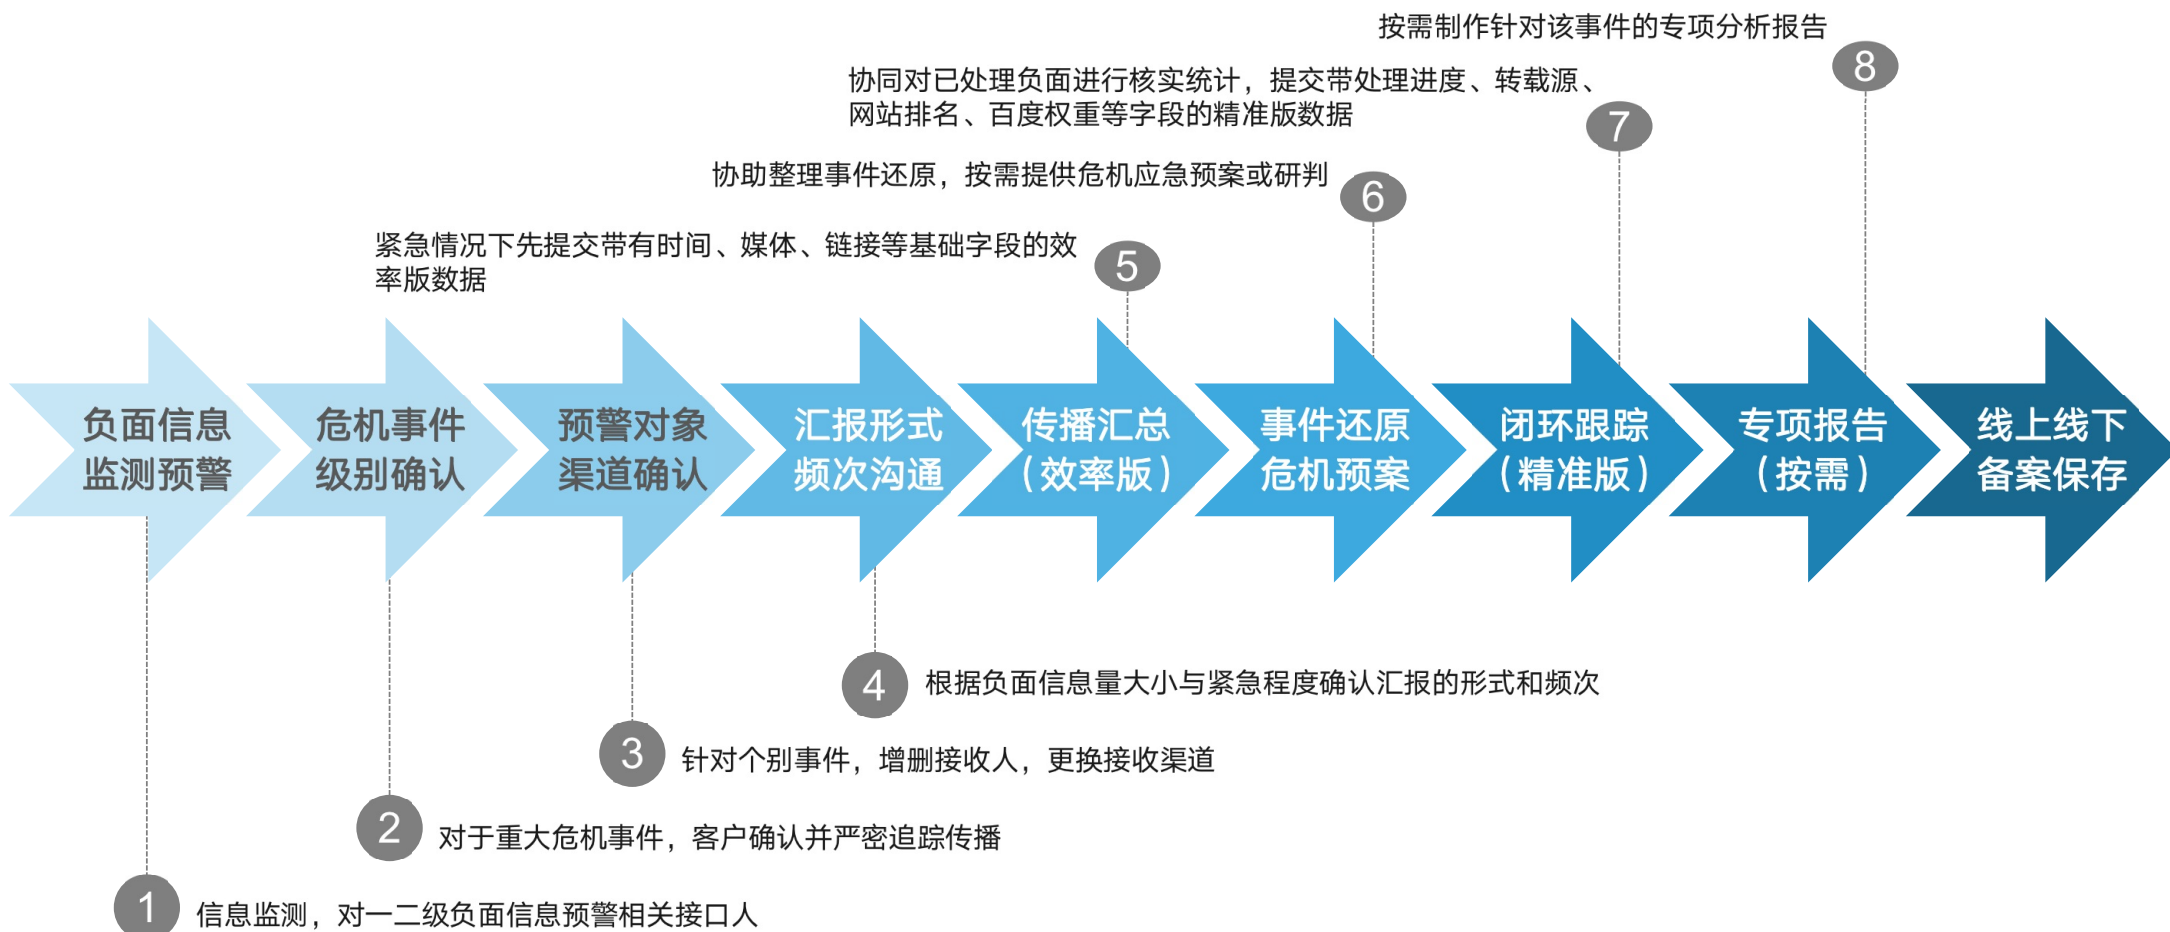 按需制作针对该事件的专项分析报告
8
协同对已处理负面进行核实统计，提交带处理进度、转载源、
网站排名、百度权重等字段的精准版数据
7
协助整理事件还原，按需提供危机应急预案或研判
6
紧急情况下先提交带有时间、媒体、链接等基础字段的效
率版数据
5
负面信息
监测预警
危机事件
级别确认
预警对象
渠道确认
汇报形式
频次沟通
传播汇总
（效率版）
事件还原
危机预案
闭环跟踪
（精准版）
专项报告
（按需）
线上线下
备案保存
4
根据负面信息量大小与紧急程度确认汇报的形式和频次
3
针对个别事件，增删接收人，更换接收渠道
2
对于重大危机事件，客户确认并严密追踪传播
1
信息监测，对一二级负面信息预警相关接口人